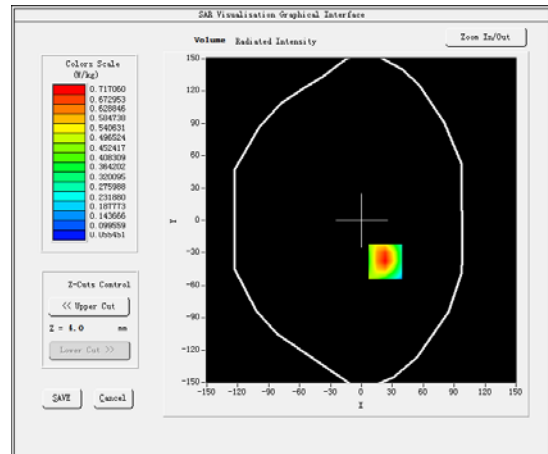 SAR Visualisation Graphical Interface
Volume Radiated Intensity
Zoom In/Out
Colors Scale
(W/kg)
0.717060
0.672953
0.628846
0.584738
0.540631
0.496524
0.452417
0.408309
0.364202
0.320095
0.275988
0.231880
0.187773
0.143666
0.099559
0.055451
Z-Cuts Control
<< Upper Cut
Z = 4.0 mm
Lower Cut >>
SAVE Cancel
150
120
90
60
30
0
-30
-60
-90
-120
-150
Y
-150 -120 -90 -60 -30 0 30 60 90 120 150
X